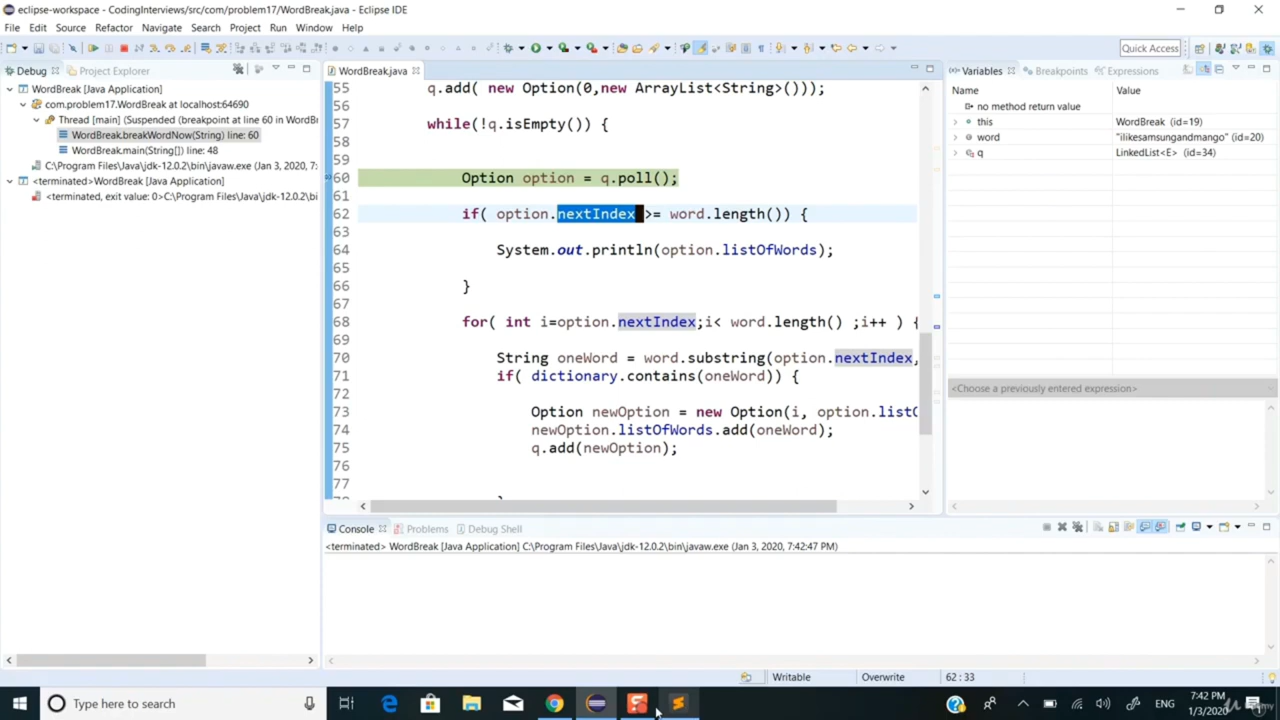 eclipse-workspace - CodingInterviews/src/com/problem17/WordBreak.java - Eclipse IDE
File Edit Source Refactor Navigate Search Project Run Window Help
Quick Access
Debug Project Explorer
WordBreak.java
Variables Breakpoints Expressions
WordBreak [Java Application]
com.problem17.WordBreak at localhost:64690
Thread [main] (Suspended (breakpoint at line 60 in WordBr
WordBreak.breakWordNow(String) line: 60
WordBreak.main(String[]) line: 48
C:\Program Files\Java\jdk-12.0.2\bin\javaw.exe (Jan 3, 2020, 7:
<terminated>WordBreak [Java Application]
<terminated, exit value: 0>C:\Program Files\Java\jdk-12.0.2\bi
55 q.add( new Option(0,new ArrayList<String>()));
56
57 while(!q.isEmpty()) {
58
59
60 Option option = q.poll();
61
62 if( option.nextIndex >= word.length()) {
63
64 System.out.println(option.listOfWords);
65
66 }
67
68 for( int i=option.nextIndex;i< word.length() ;i++ ) {
69
70 String oneWord = word.substring(option.nextIndex,
71 if( dictionary.contains(oneWord)) {
72
73 Option newOption = new Option(i, option.list
74 newOption.listOfWords.add(oneWord);
75 q.add(newOption);
76
77
78 }
Name Value
no method return value
this WordBreak (id=19)
word "ilikesamsungandmango" (id=20)
q LinkedList<E> (id=34)
<Choose a previously entered expression>
Console Problems Debug Shell
<terminated> WordBreak [Java Application] C:\Program Files\Java\jdk-12.0.2\bin\javaw.exe (Jan 3, 2020, 7:42:47 PM)
Writable Overwrite 62 : 33
Type here to search
ENG
7:42 PM
1/3/2020